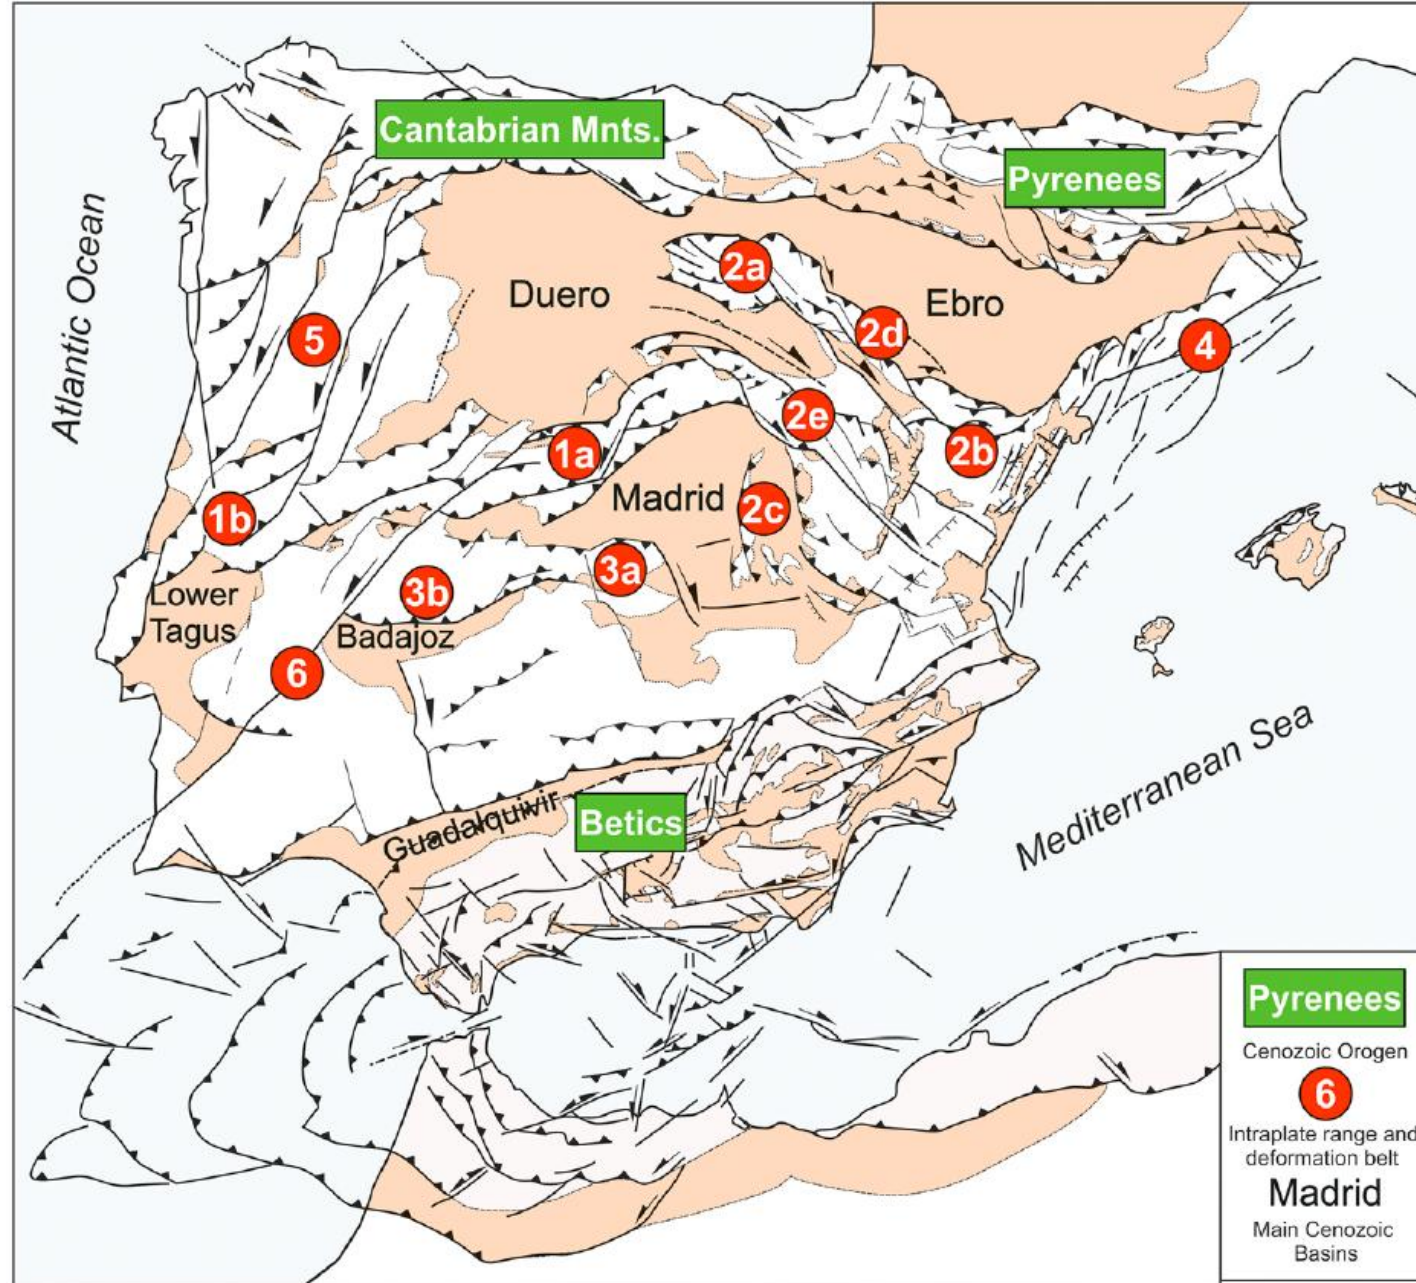 Cantabrian Mnts.
Pyrenees
Atlantic Ocean
2a
Duero
Ebro
2d
5
4
2e
1a
2b
Madrid
2c
1b
3a
3b
Lower
Tagus
Badajoz
6
Mediterranean Sea
Guadalquivir
Betics
Pyrenees
Cenozoic Orogen
6
Intraplate range and
deformation belt
Madrid
Main Cenozoic
Basins